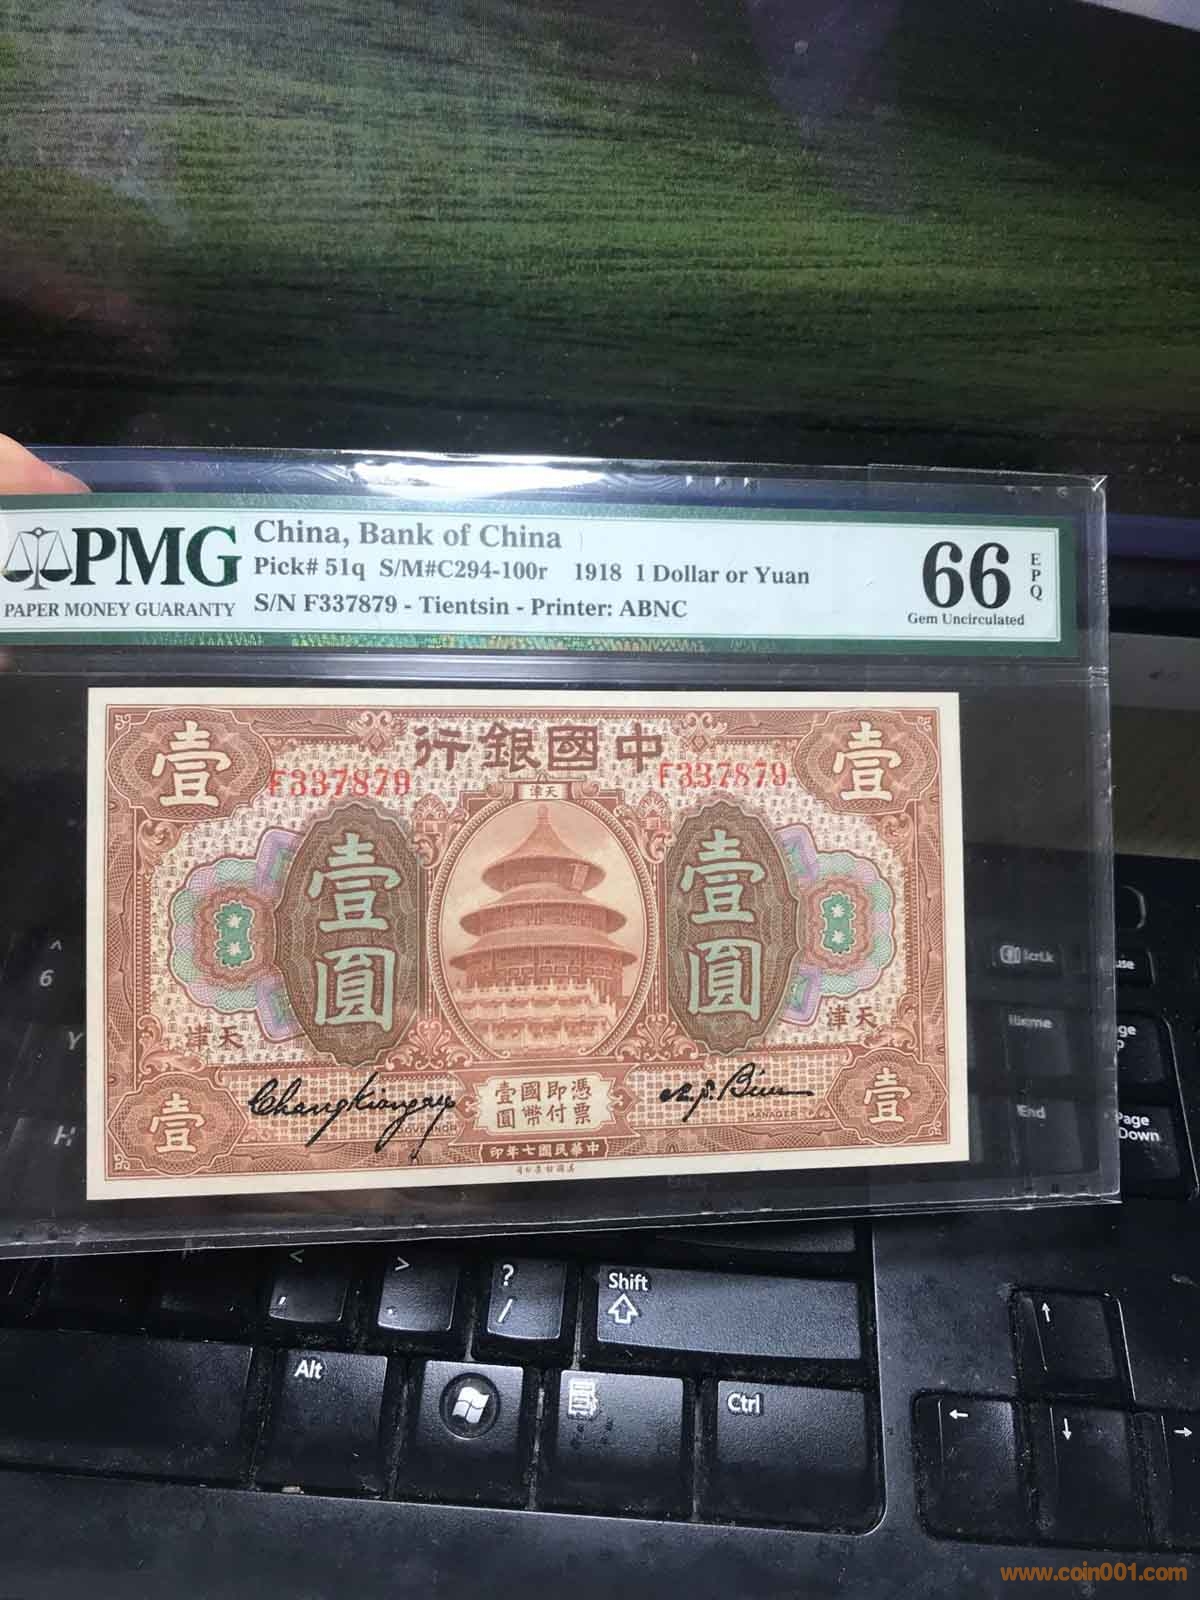 PMG
PAPER MONEY GUARANTY
China, Bank of China
Pick# 51q S/M#C294-100r 1918 1 Dollar or Yuan
S/N F337879 - Tientsin - Printer: ABNC
66
EPQ
Gem Uncirculated
壹
行銀國中
壹
F337879
F337879
津天
壹圓
壹圓
津天
津天
憑票即付國幣壹圓
GOVERNOR
MANAGER
壹
壹
印年七國民華中
^
6
Y
H
ScrLk
Home
End
Page
Down
<
,
>
.
?
/
Shift
Alt
Ctrl
↑
←
↓
→
www.coin001.com